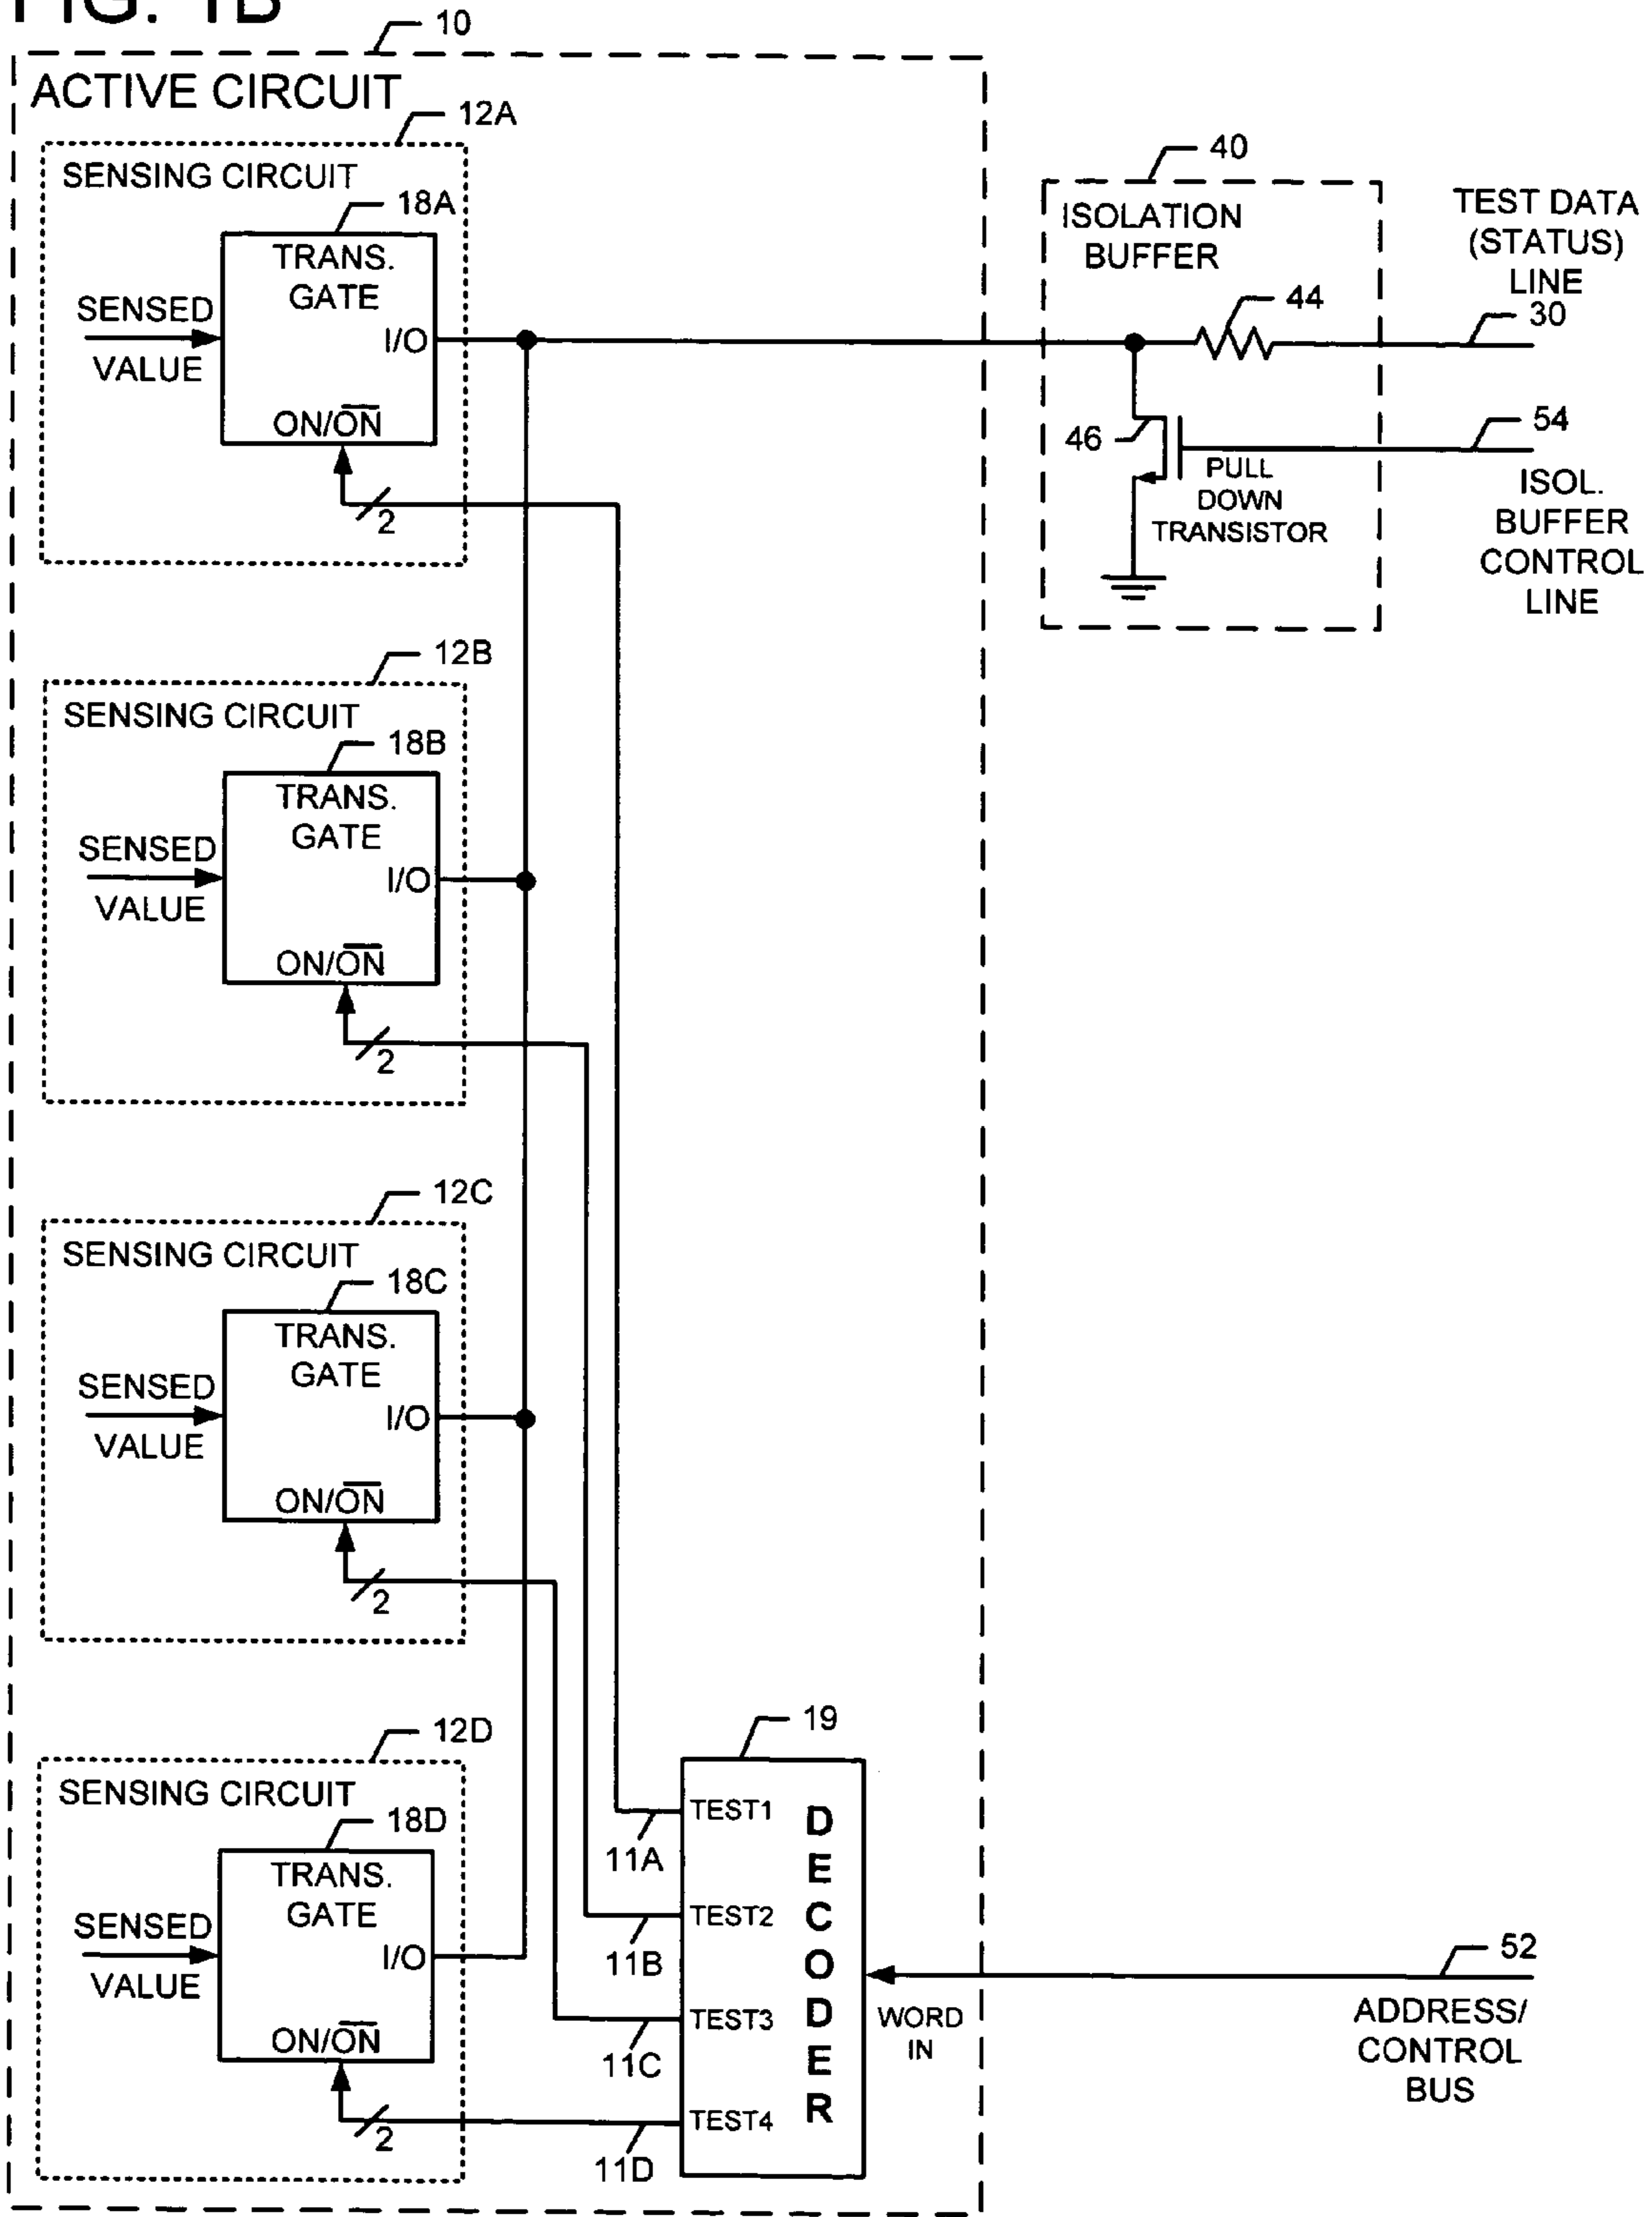 FIG. 1B
10
ACTIVE CIRCUIT
12A
SENSING CIRCUIT
18A
TRANS.
GATE
SENSED
VALUE
I/O
ON/O̅N̅
2
40
ISOLATION
BUFFER
44
TEST DATA
(STATUS)
LINE
30
46
PULL
DOWN
TRANSISTOR
54
ISOL.
BUFFER
CONTROL
LINE
12B
SENSING CIRCUIT
18B
TRANS.
GATE
SENSED
VALUE
I/O
ON/O̅N̅
2
12C
SENSING CIRCUIT
18C
TRANS.
GATE
SENSED
VALUE
I/O
ON/O̅N̅
2
12D
SENSING CIRCUIT
18D
TRANS.
GATE
SENSED
VALUE
I/O
ON/O̅N̅
2
19
TEST1
11A
TEST2
11B
TEST3
11C
TEST4
11D
DECODER
WORD
IN
52
ADDRESS/
CONTROL
BUS